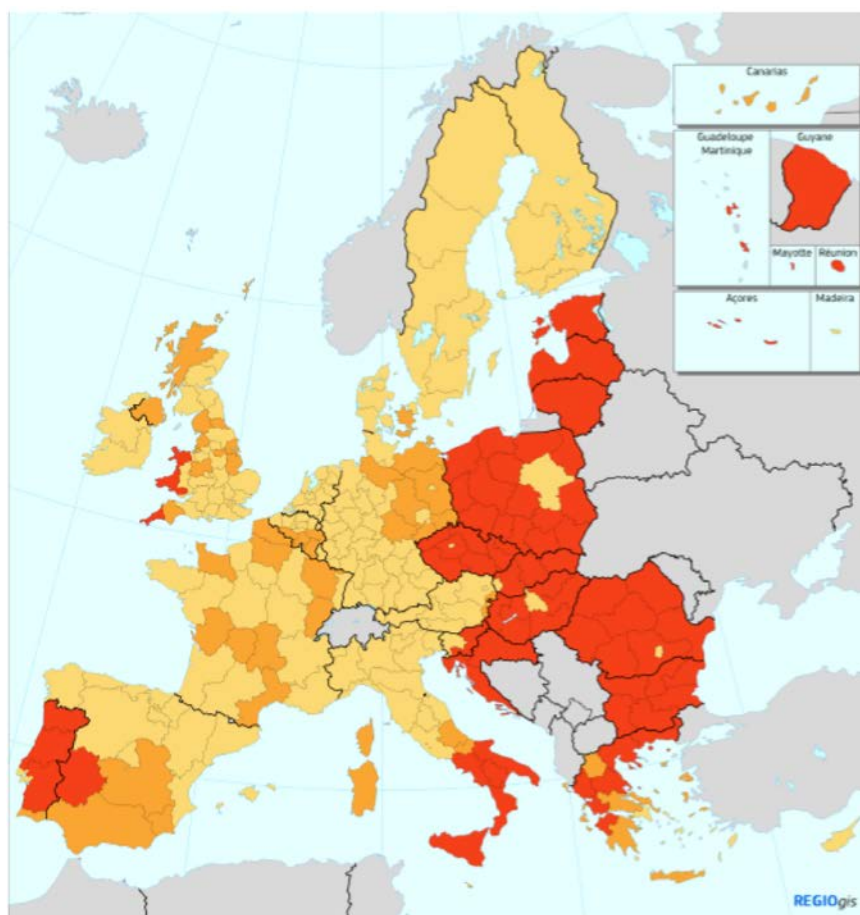 Canarias
Guadeloupe
Martinique
Guyane
Mayotte
Réunion
Açores
Madeira
REGIOgis